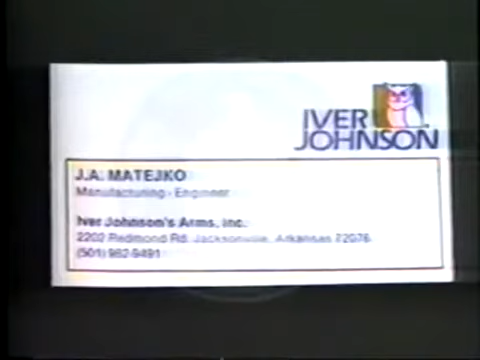 IVER
JOHNSON
J.A. MATEJKO
Manufacturing - Engineer
Iver Johnson's Arms, Inc.
2202 Redmond Rd. Jacksonville, Arkansas 72076
(501) 982-9491